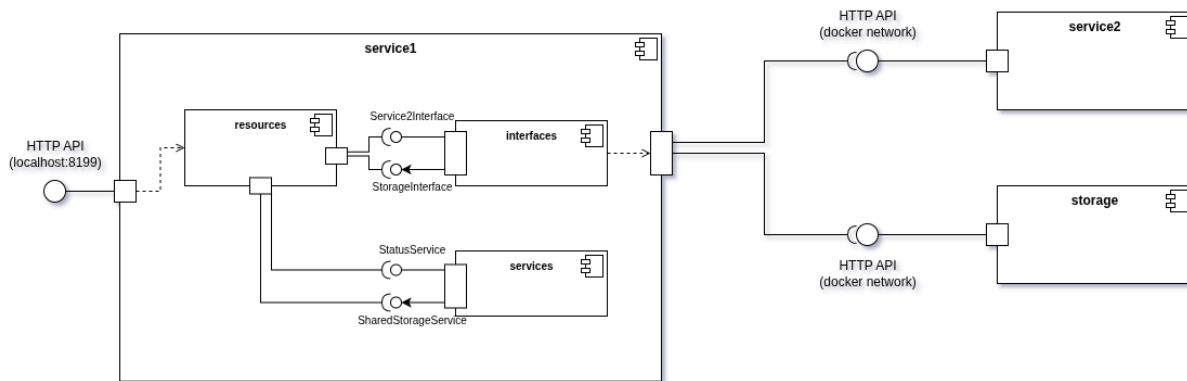 HTTP API
(docker network)
service2
service1
Service2Interface
resources
interfaces
HTTP API
(localhost:8199)
StorageInterface
storage
StatusService
services
HTTP API
(docker network)
SharedStorageService